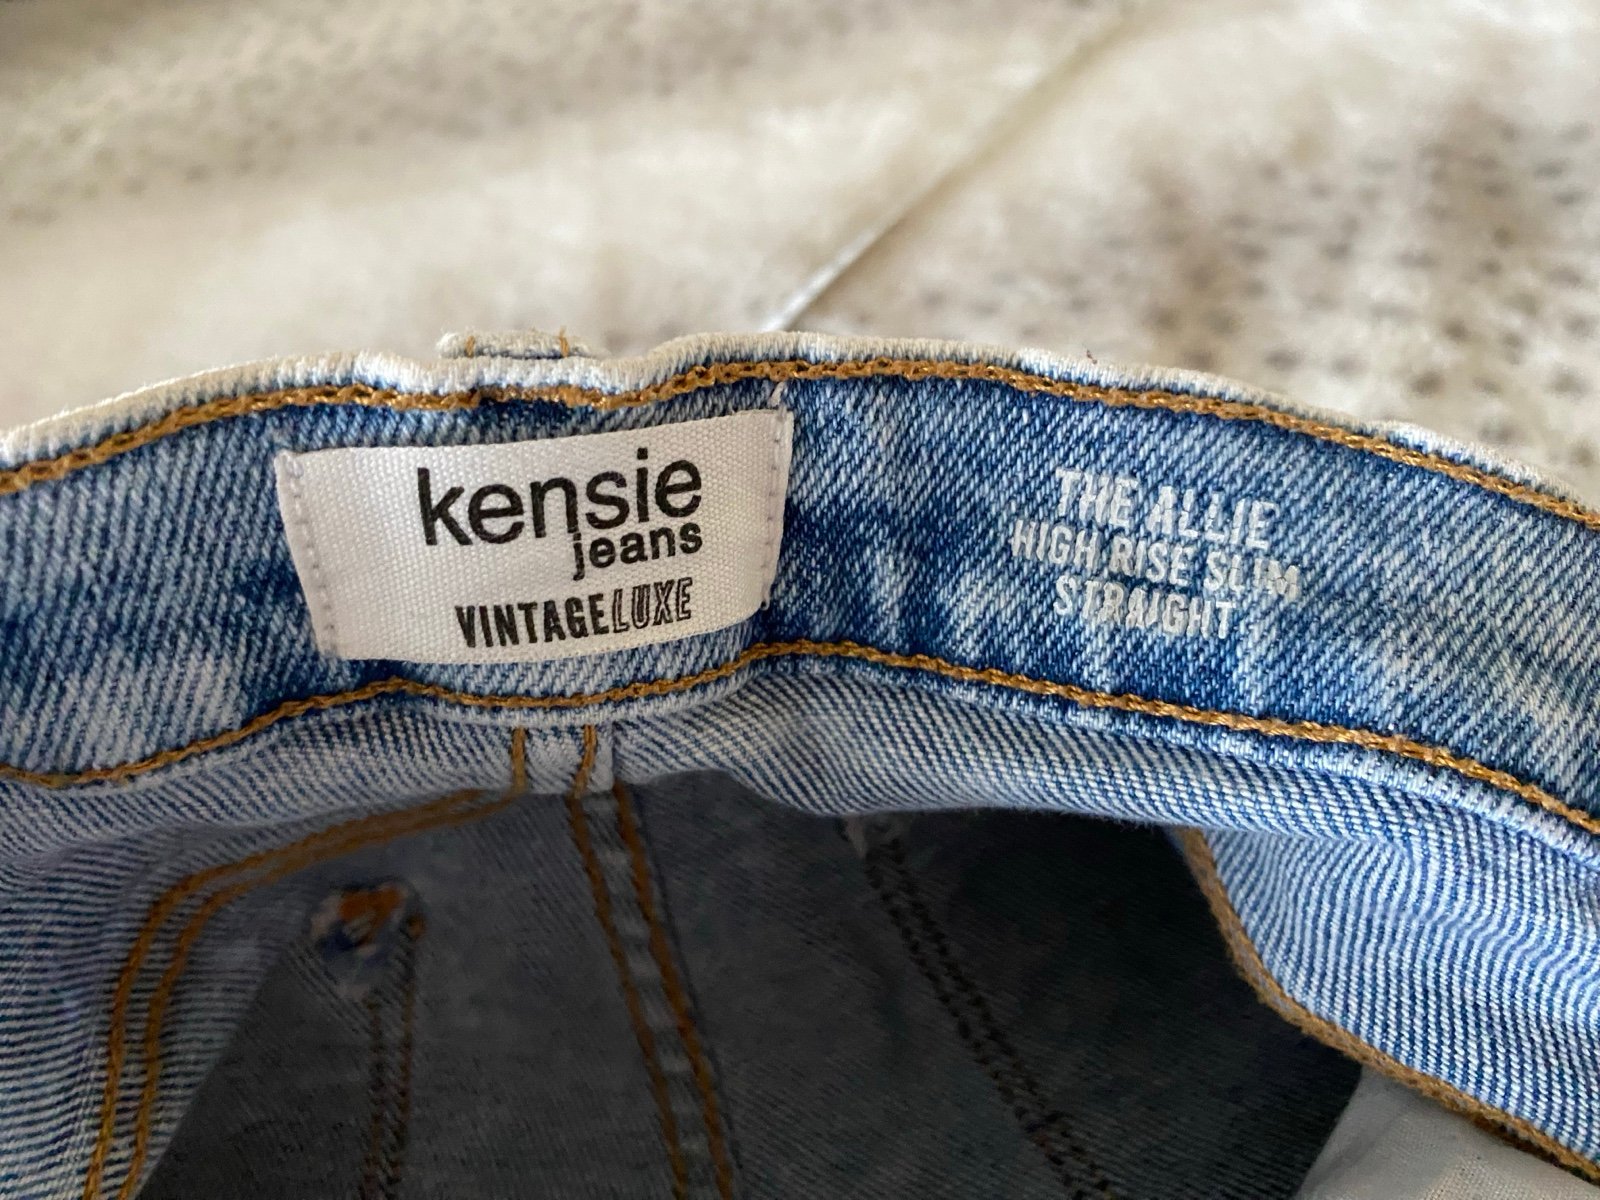 kensie
jeans
VINTAGELUXE
THE ALLIE
HIGH RISE SLIM
STRAIGHT